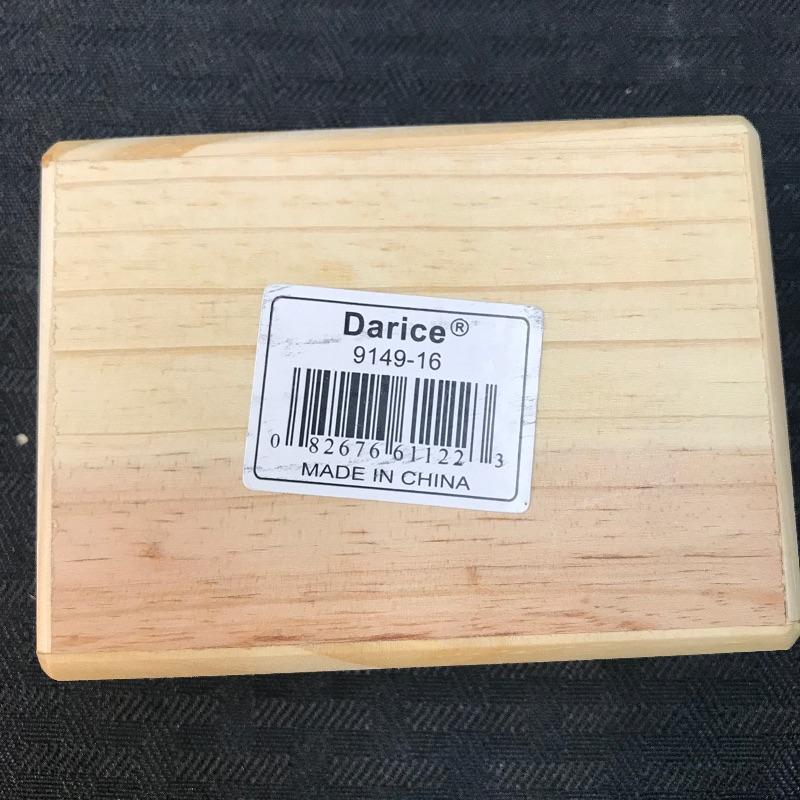 Darice®
9149-16
0 82676 61122 3
MADE IN CHINA